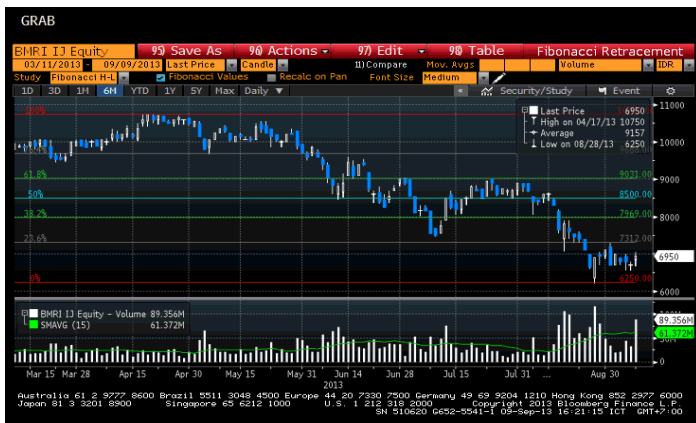 GRAB
BMRI IJ Equity 95) Save As 96) Actions 97) Edit 98) Table Fibonacci Retracement
03/11/2013 - 09/09/2013 Last Price Candle 11) Compare Mov. Avgs Volume IDR
Study Fibonacci H-L Fibonacci Values Recalc on Pan Font Size Medium
1D 3D 1M 6M YTD 1Y 5Y Max Daily « Security/Study Event
Last Price 6950
High on 04/17/13 10750
Average 9157
Low on 08/28/13 6250
11000
10000
61.8% 9031.00 9000
50% 8500.00
38.2% 7969.00 8000
23.6% 7312.00
6950
0% 6250.00
6000
BMRI IJ Equity - Volume 89.356M
SMAVG (15) 61.372M
89.356M
61.372M
0
Mar 15 Mar 28 Apr 15 Apr 30 May 15 May 31 Jun 14 Jun 28 Jul 15 Jul 31 ... Aug 30
2013
Australia 61 2 9777 8600 Brazil 5511 3048 4500 Europe 44 20 7330 7500 Germany 49 69 9204 1210 Hong Kong 852 2977 6000
Japan 81 3 3201 8900 Singapore 65 6212 1000 U.S. 1 212 318 2000 Copyright 2013 Bloomberg Finance L.P.
SN 510620 G652-5541-1 09-Sep-13 16:21:15 ICT GMT+7:00